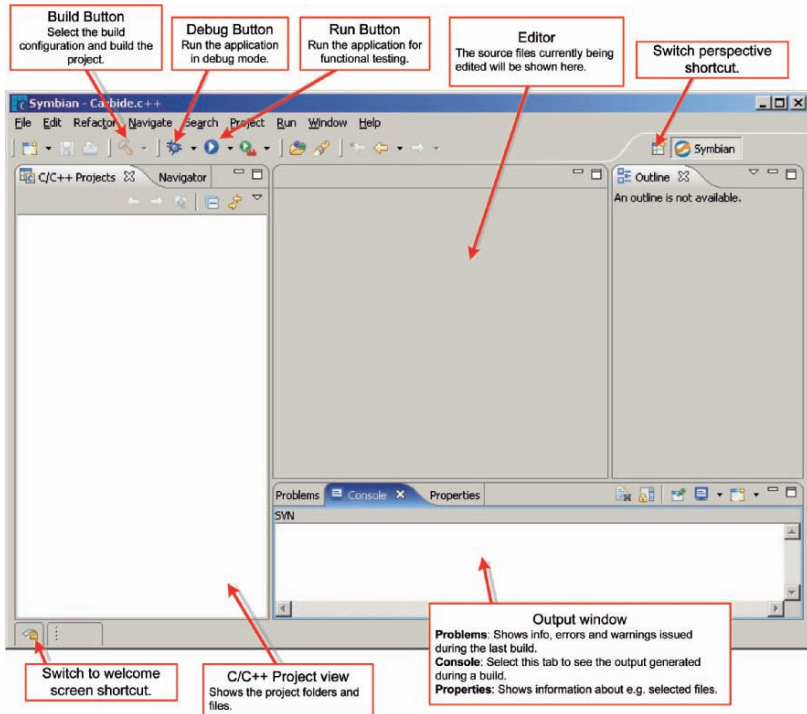 Build Button
Select the build
configuration and build the
project.
Debug Button
Run the application
in debug mode.
Run Button
Run the application for
functional testing.
Editor
The source files currently being
edited will be shown here.
Switch perspective
shortcut.
Symbian - Carbide.c++
File Edit Refactor Navigate Search Project Run Window Help
Symbian
C/C++ Projects Navigator
Outline
An outline is not available.
Problems Console Properties
SVN
Output window
Problems: Shows info, errors and warnings issued
during the last build.
Console: Select this tab to see the output generated
during a build.
Properties: Shows information about e.g. selected files.
Switch to welcome
screen shortcut.
C/C++ Project view
Shows the project folders and
files.